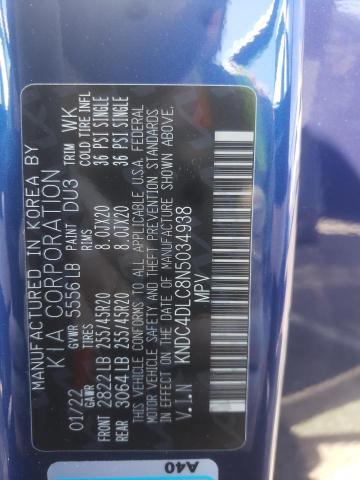 MANUFACTURED IN KOREA BY
KIA CORPORATION
01/22 GVWR 5556 LB PAINT DU3 TRIM WK
GAWR TIRES RIMS COLD TIRE INFL
FRONT 2822 LB 255/45R20 8.0JX20 36 PSI SINGLE
REAR 3064 LB 255/45R20 8.0JX20 36 PSI SINGLE
THIS VEHICLE CONFORMS TO ALL APPLICABLE U.S.A. FEDERAL
MOTOR VEHICLE SAFETY, BUMPER, AND THEFT PREVENTION STANDARDS
IN EFFECT ON THE DATE OF MANUFACTURE SHOWN ABOVE.
V.I.N KNDC4DLC8N5034938
MPV
A40